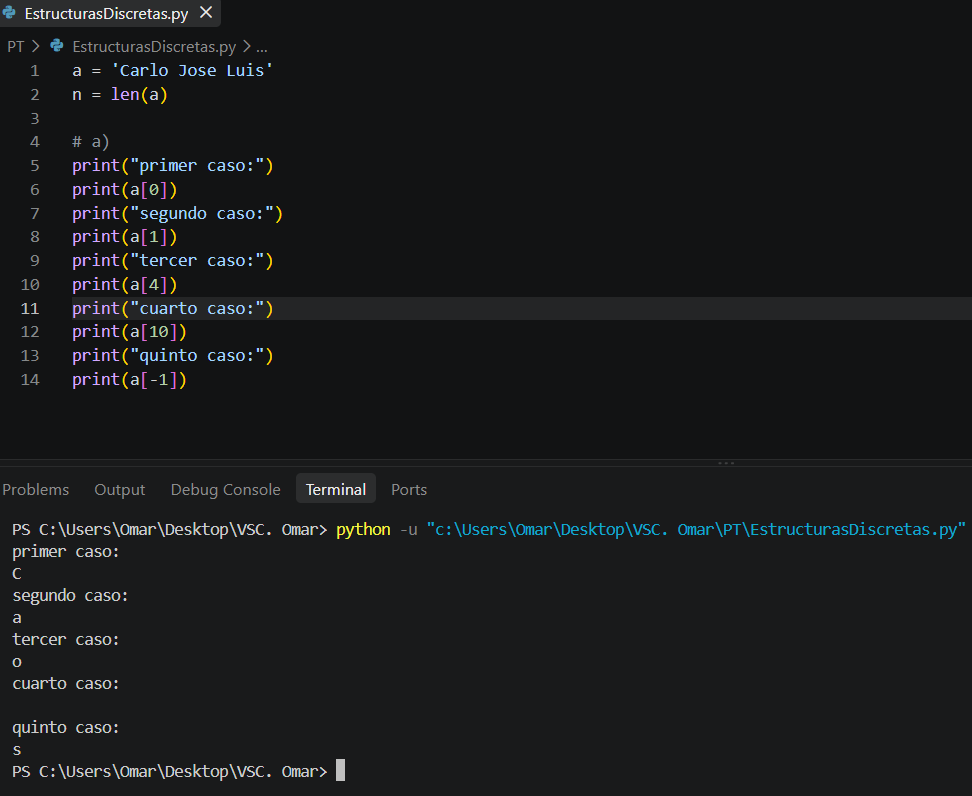 EstructurasDiscretas.py ×
PT > EstructurasDiscretas.py > ...
1 a = 'Carlo Jose Luis'
2 n = len(a)
3
4 # a)
5 print("primer caso:")
6 print(a[0])
7 print("segundo caso:")
8 print(a[1])
9 print("tercer caso:")
10 print(a[4])
11 print("cuarto caso:")
12 print(a[10])
13 print("quinto caso:")
14 print(a[-1])
Problems Output Debug Console Terminal Ports
PS C:\Users\Omar\Desktop\VSC. Omar> python -u "c:\Users\Omar\Desktop\VSC. Omar\PT\EstructurasDiscretas.py"
primer caso:
C
segundo caso:
a
tercer caso:
o
cuarto caso:

quinto caso:
s
PS C:\Users\Omar\Desktop\VSC. Omar>